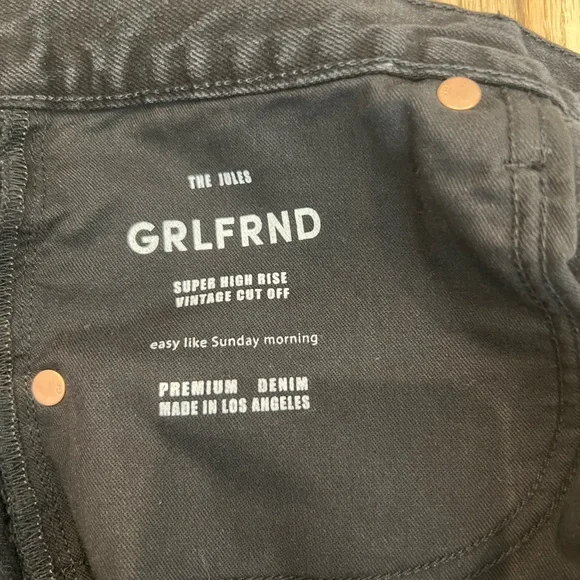 THE JULES
GRLFRND
SUPER HIGH RISE
VINTAGE CUT OFF
easy like Sunday morning
PREMIUM DENIM
MADE IN LOS ANGELES